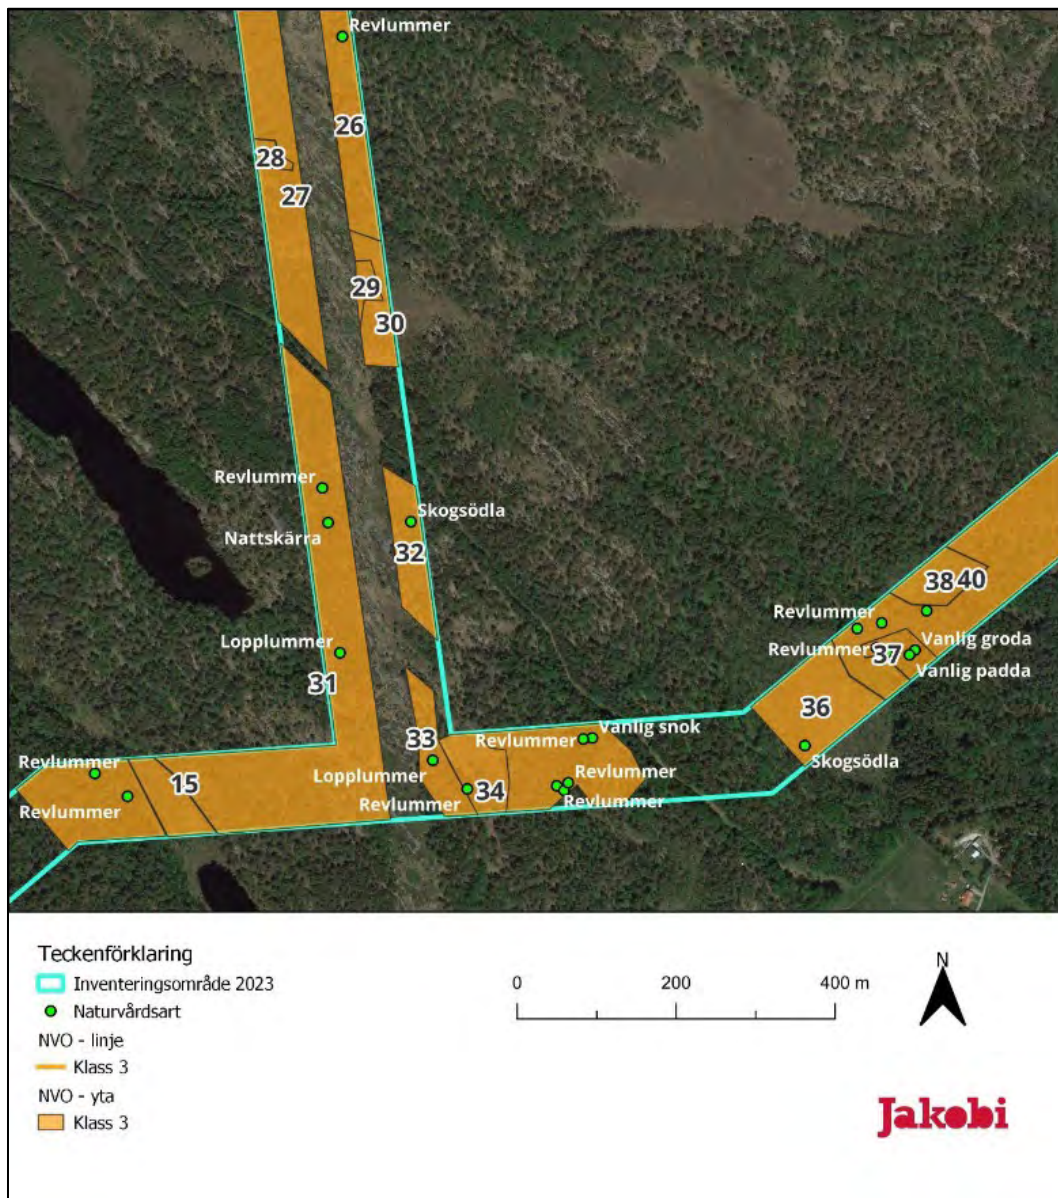 Revlummer
26
28
27
29
30
Revlummer
Skogsödla
Nattskärra
32
38 40
Revlummer
Vanlig groda
Revlummer
37
Lopplummer
Vanlig padda
31
36
Vanlig snok
33
Revlummer
Skogsödla
Revlummer
Lopplummer
Revlummer
15
34
Revlummer
Revlummer
Revlummer
Teckenförklaring
Inventeringsområde 2023
Naturvårdsart
NVO - linje
Klass 3
NVO - yta
Klass 3
0 200 400 m
N
Jakobi